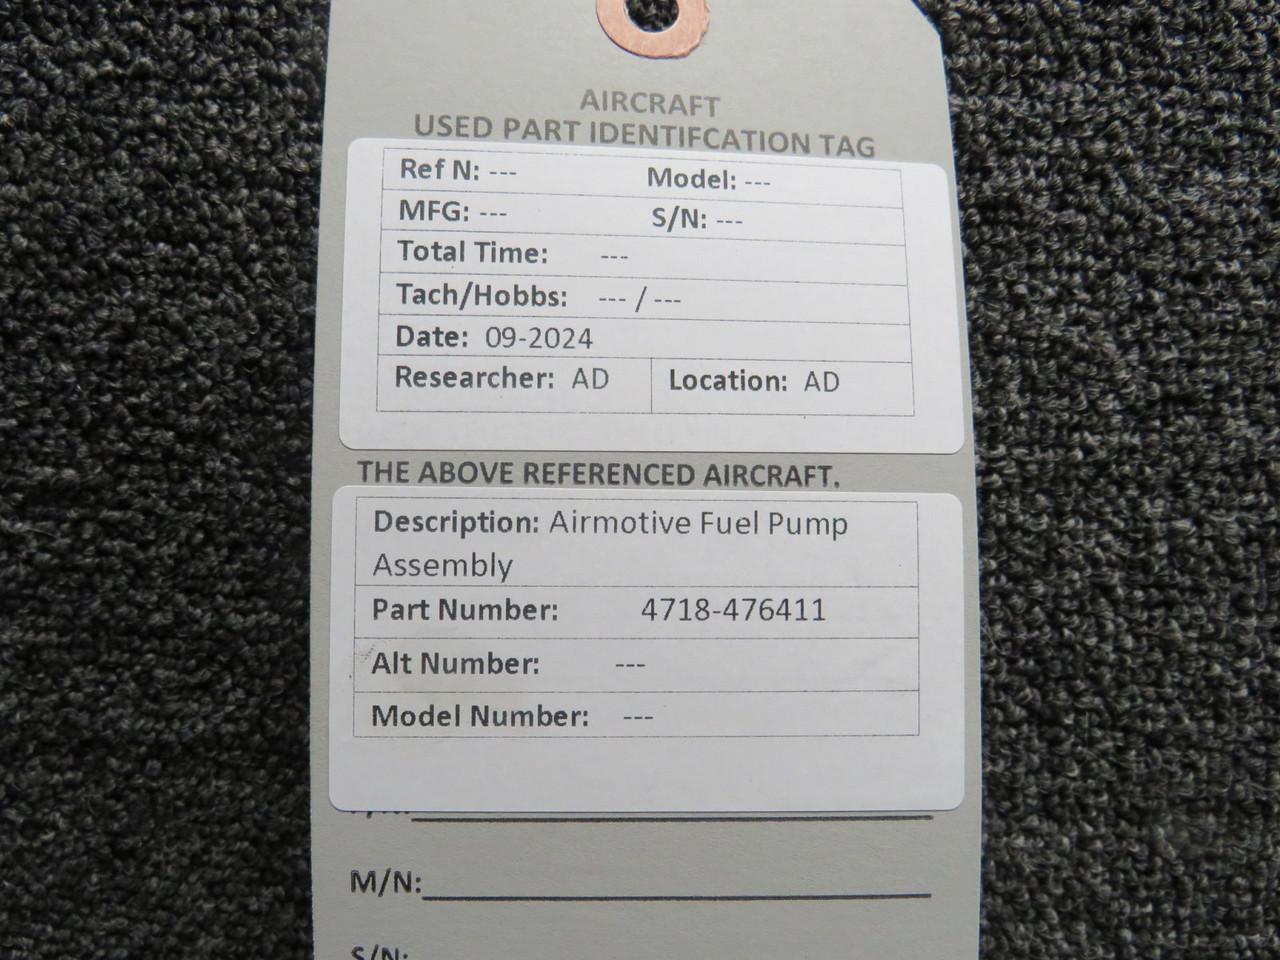 AIRCRAFT
USED PART IDENTIFCATION TAG
Ref N: --- Model: ---
MFG: --- S/N: ---
Total Time: ---
Tach/Hobbs: --- / ---
Date: 09-2024
Researcher: AD Location: AD
THE ABOVE REFERENCED AIRCRAFT.
Description: Airmotive Fuel Pump
Assembly
Part Number: 4718-476411
Alt Number: ---
Model Number: ---
M/N:
S/N: